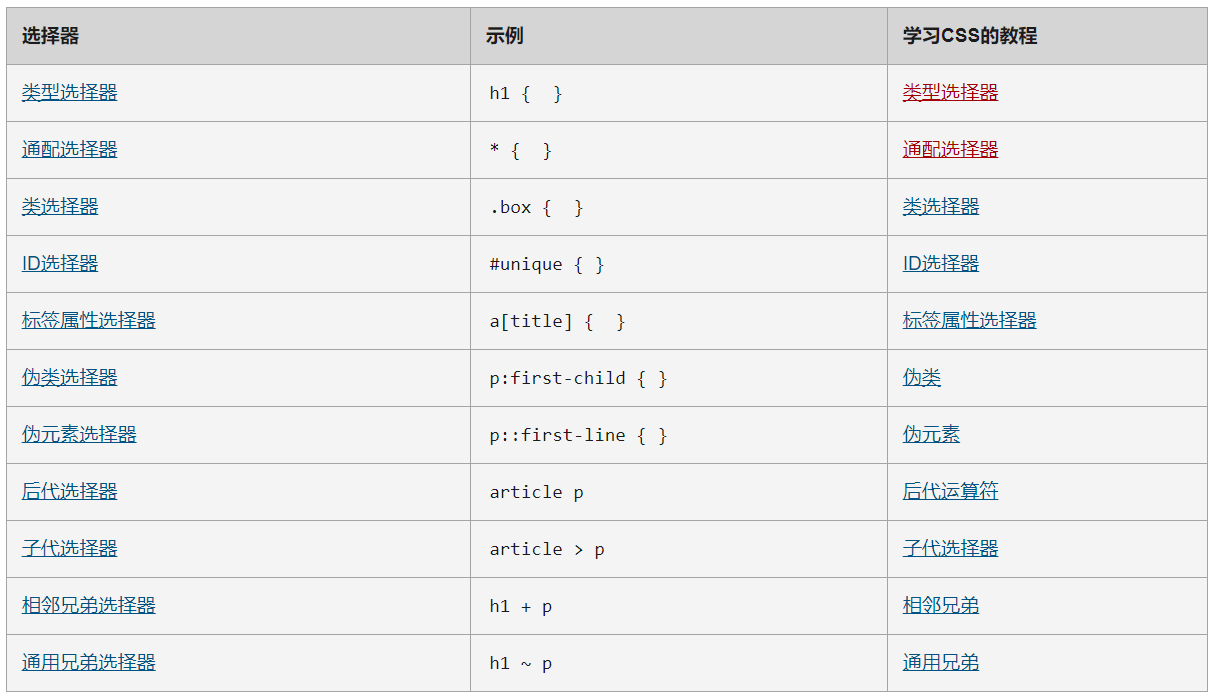 选择器 示例 学习CSS的教程
类型选择器 h1 {  } 类型选择器
通配选择器 * {  } 通配选择器
类选择器 .box {  } 类选择器
ID选择器 #unique { } ID选择器
标签属性选择器 a[title] {  } 标签属性选择器
伪类选择器 p:first-child { } 伪类
伪元素选择器 p::first-line { } 伪元素
后代选择器 article p 后代运算符
子代选择器 article > p 子代选择器
相邻兄弟选择器 h1 + p 相邻兄弟
通用兄弟选择器 h1 ~ p 通用兄弟